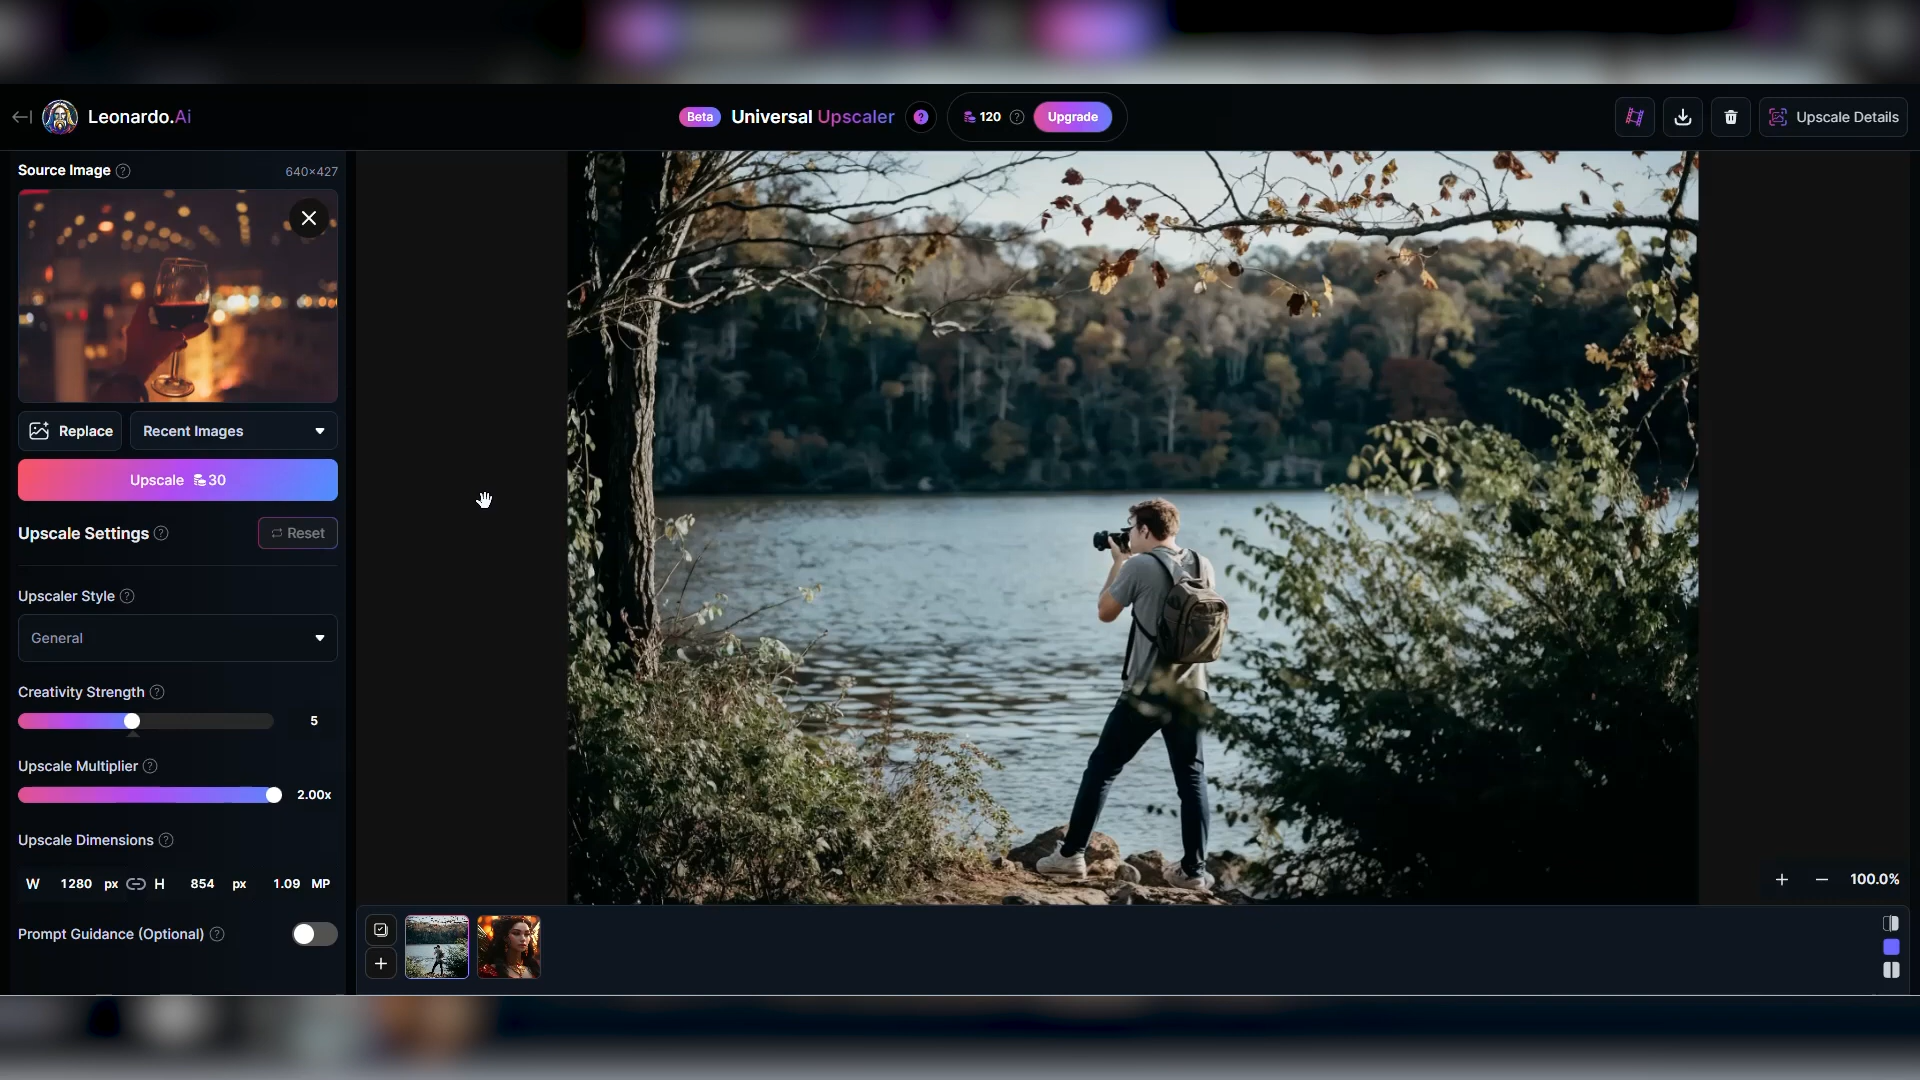 Leonardo.Ai
Beta Universal Upscaler ? 120 ? Upgrade
Upscale Details
Source Image ? 640×427
Replace Recent Images
Upscale 30
Upscale Settings ? Reset
Upscaler Style ?
General
Creativity Strength ?
5
Upscale Multiplier ?
2.00x
Upscale Dimensions ?
W 1280 px H 854 px 1.09 MP
Prompt Guidance (Optional) ?
+ − 100.0%